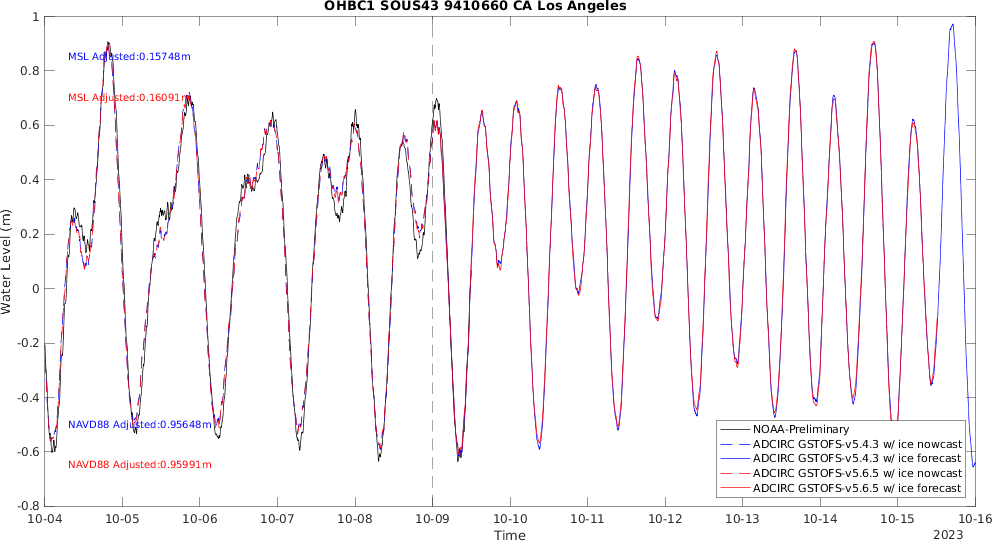 OHBC1 SOUS43 9410660 CA Los Angeles
1
0.8
0.6
0.4
0.2
0
-0.2
-0.4
-0.6
-0.8
Water Level (m)
MSL Adjusted:0.15748m
MSL Adjusted:0.16091m
NAVD88 Adjusted:0.95648m
NAVD88 Adjusted:0.95991m
NOAA-Preliminary
ADCIRC GSTOFS-v5.4.3 w/ ice nowcast
ADCIRC GSTOFS-v5.4.3 w/ ice forecast
ADCIRC GSTOFS-v5.6.5 w/ ice nowcast
ADCIRC GSTOFS-v5.6.5 w/ ice forecast
10-04 10-05 10-06 10-07 10-08 10-09 10-10 10-11 10-12 10-13 10-14 10-15 10-16
Time
2023